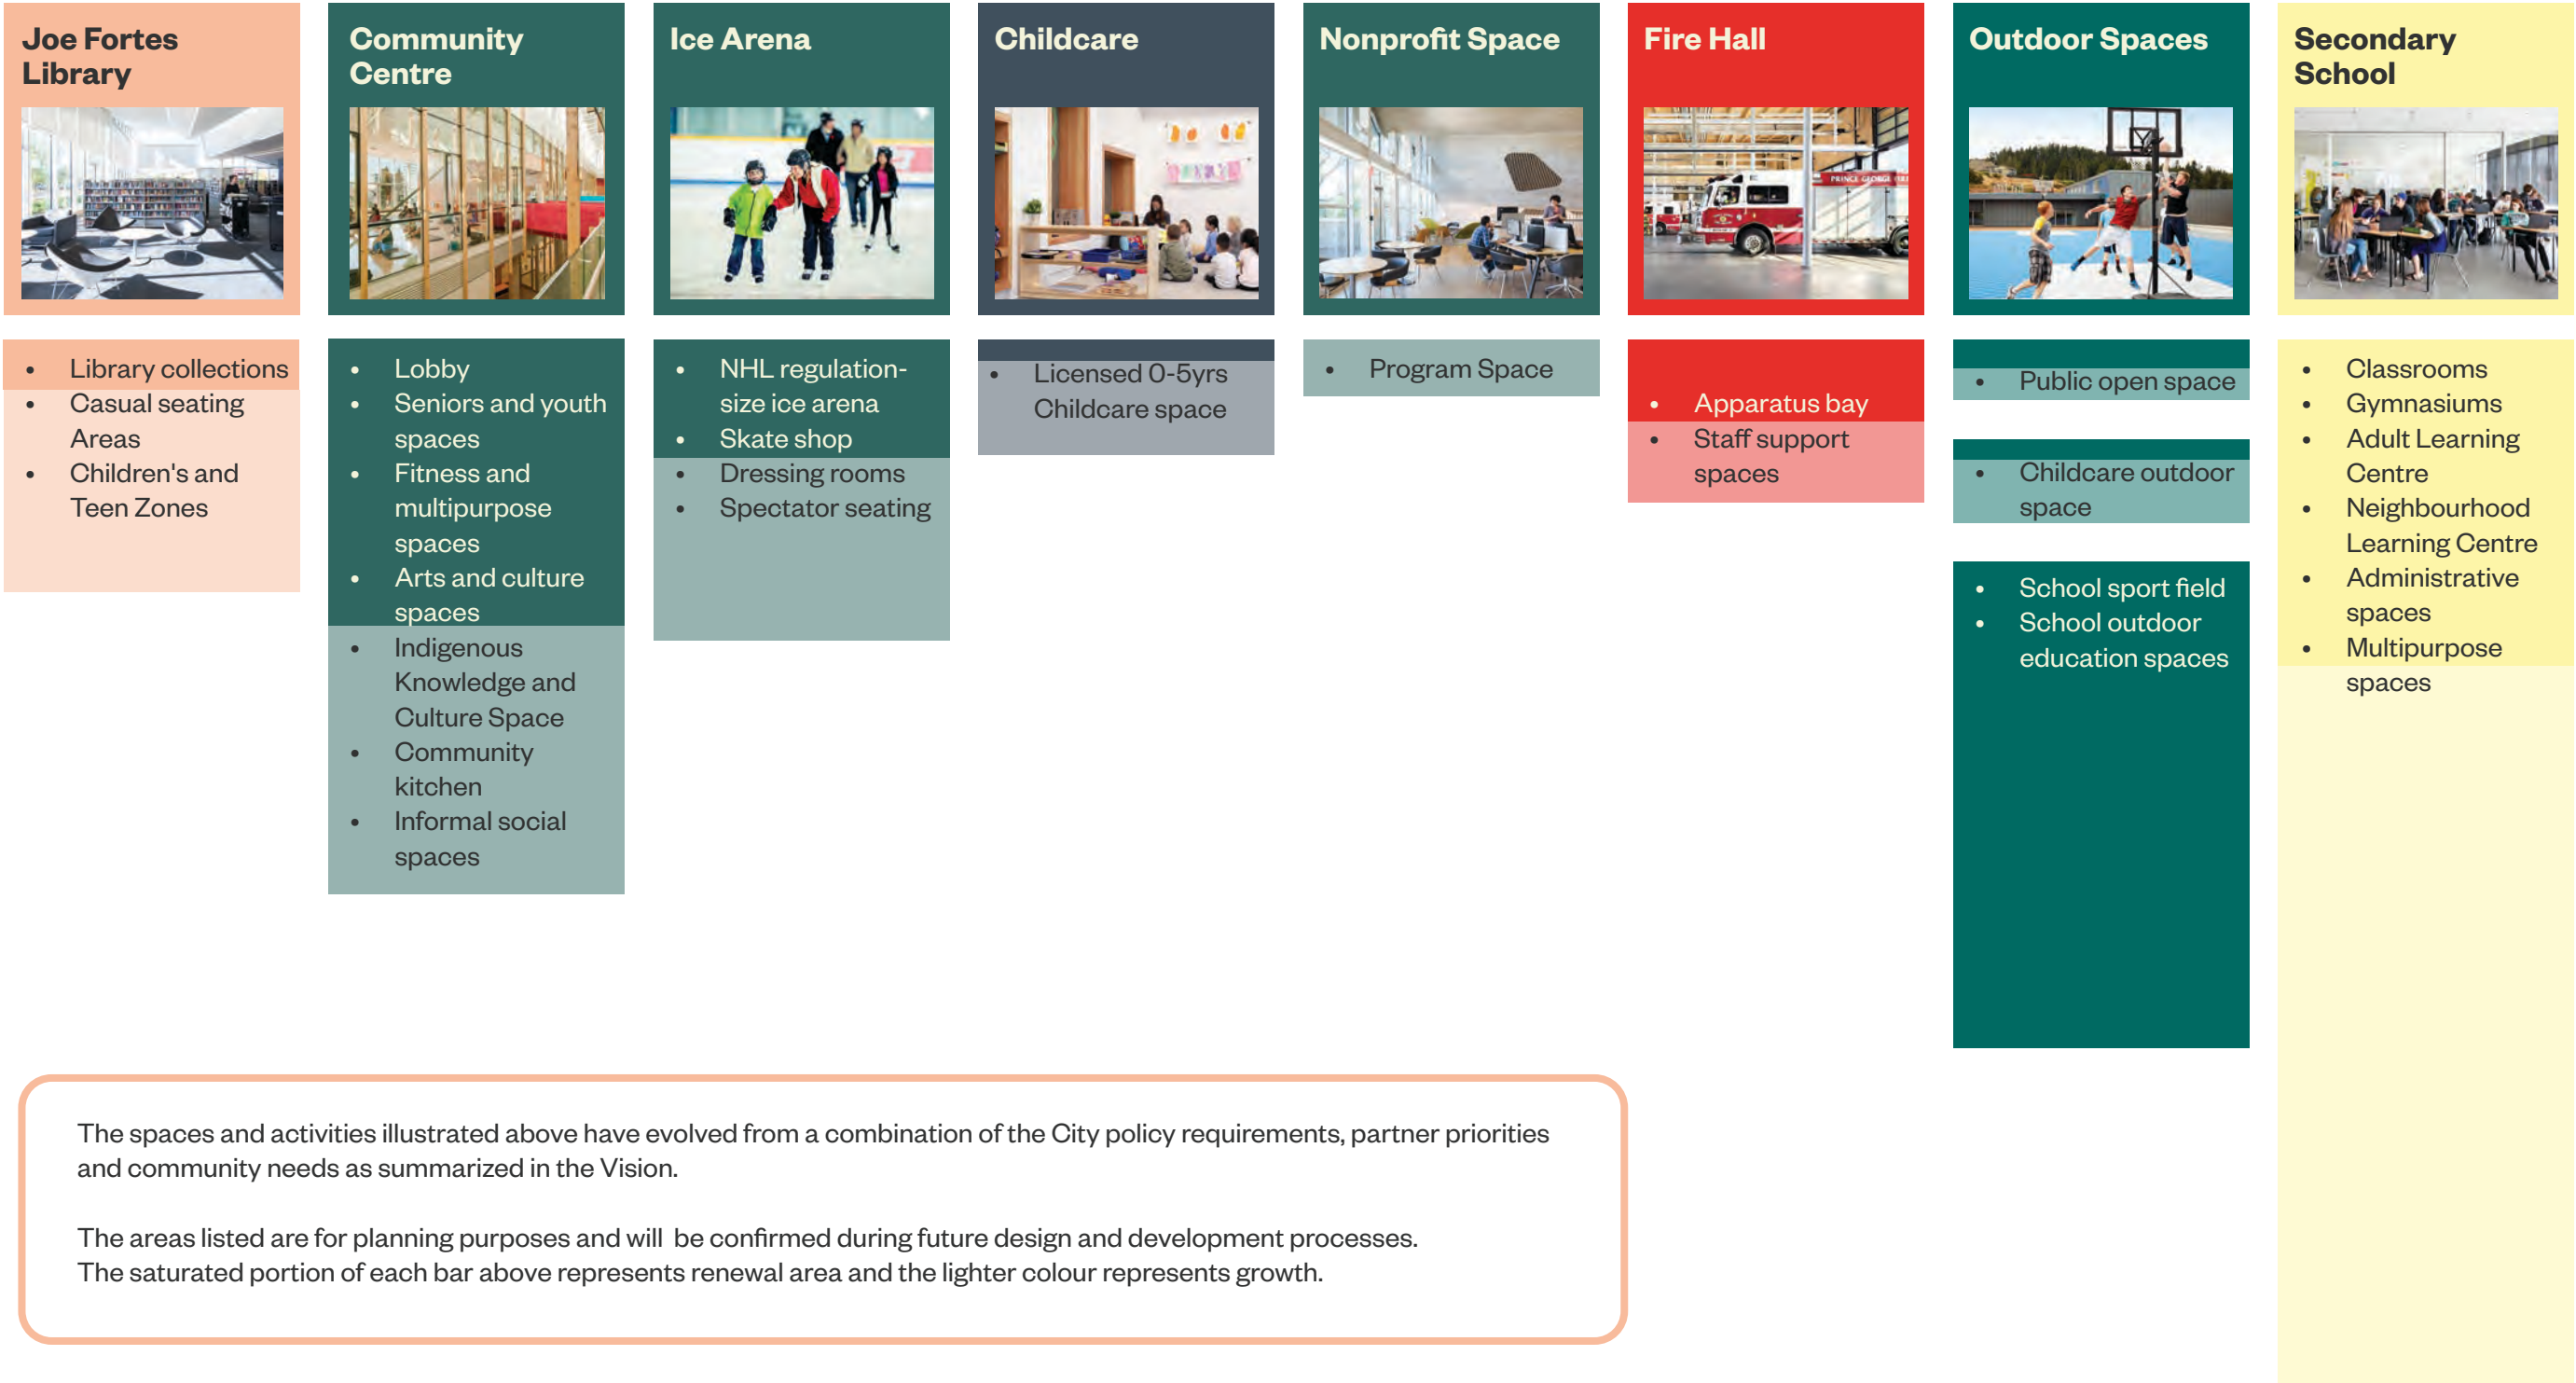 Joe Fortes
Library
• Library collections
• Casual seating
Areas
• Children's and
Teen Zones
Community
Centre
• Lobby
• Seniors and youth
spaces
• Fitness and
multipurpose
spaces
• Arts and culture
spaces
• Indigenous
Knowledge and
Culture Space
• Community
kitchen
• Informal social
spaces
Ice Arena
• NHL regulation-
size ice arena
• Skate shop
• Dressing rooms
• Spectator seating
Childcare
• Licensed 0-5yrs
Childcare space
Nonprofit Space
• Program Space
Fire Hall
PRINCE GEORGE
• Apparatus bay
• Staff support
spaces
Outdoor Spaces
• Public open space
• Childcare outdoor
space
• School sport field
• School outdoor
education spaces
Secondary
School
• Classrooms
• Gymnasiums
• Adult Learning
Centre
• Neighbourhood
Learning Centre
• Administrative
spaces
• Multipurpose
spaces
The spaces and activities illustrated above have evolved from a combination of the City policy requirements, partner priorities
and community needs as summarized in the Vision.
The areas listed are for planning purposes and will be confirmed during future design and development processes.
The saturated portion of each bar above represents renewal area and the lighter colour represents growth.